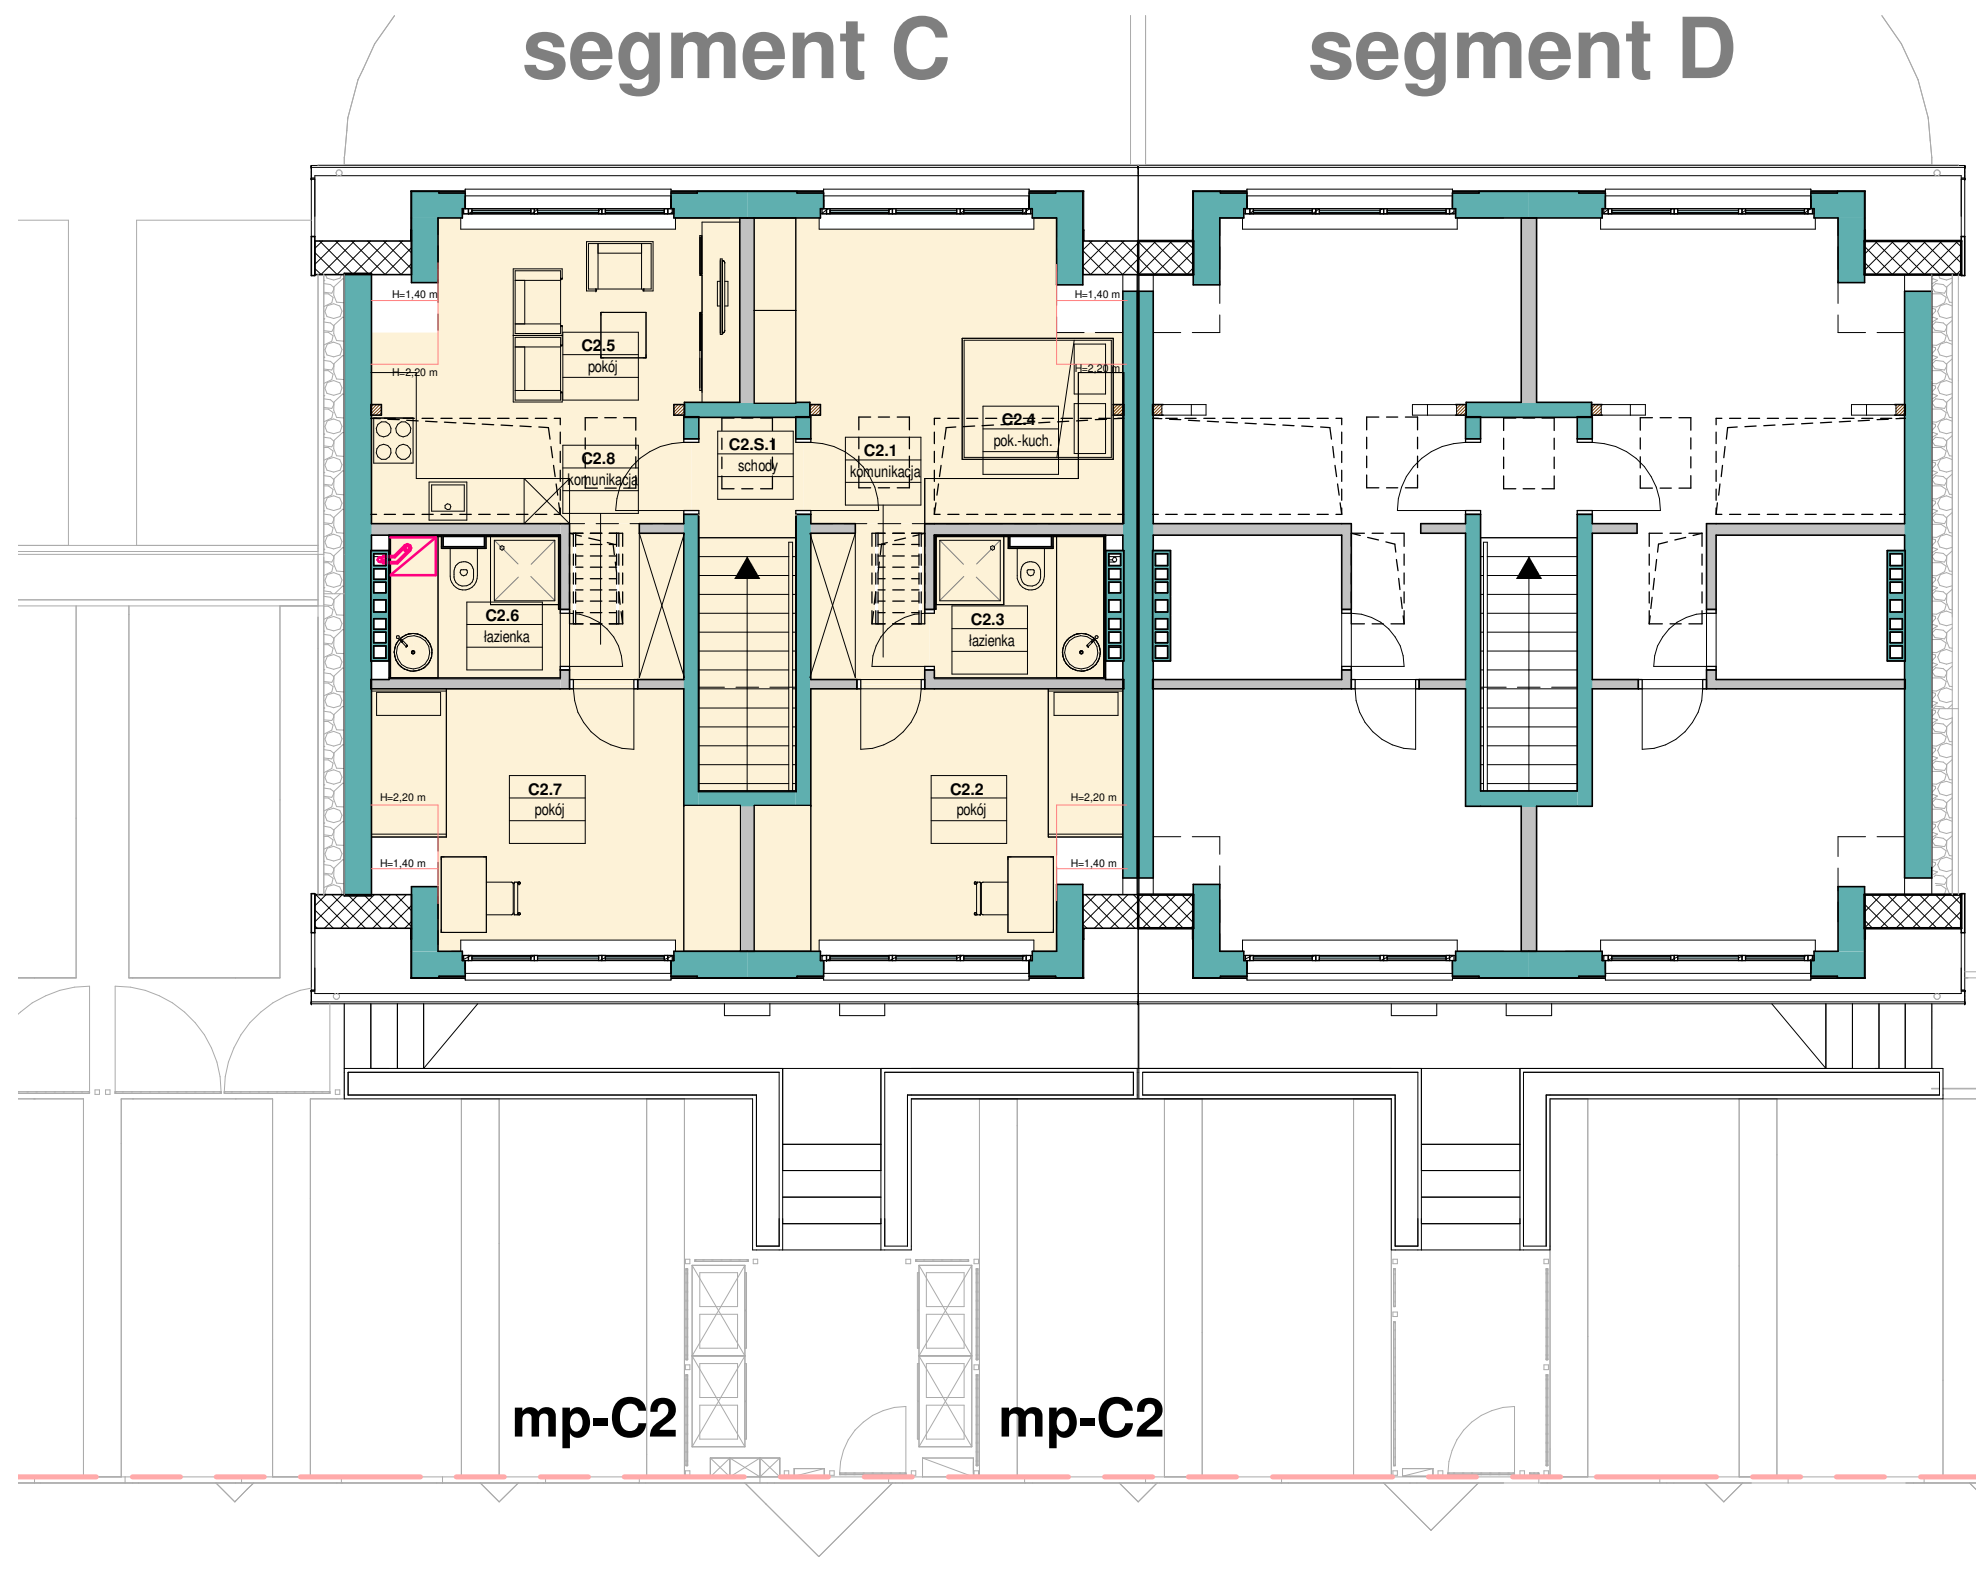 segment C
segment D
H=1,40 m
H=1,40 m
C2.5
pokój
H=2,20 m
H=2,20 m
C2.4
pok.-kuch.
C2.8
komunikacja
C2.S.1
schody
C2.1
komunikacja
C2.6
łazienka
C2.3
łazienka
C2.7
pokój
C2.2
pokój
H=2,20 m
H=2,20 m
H=1,40 m
H=1,40 m
mp-C2
mp-C2